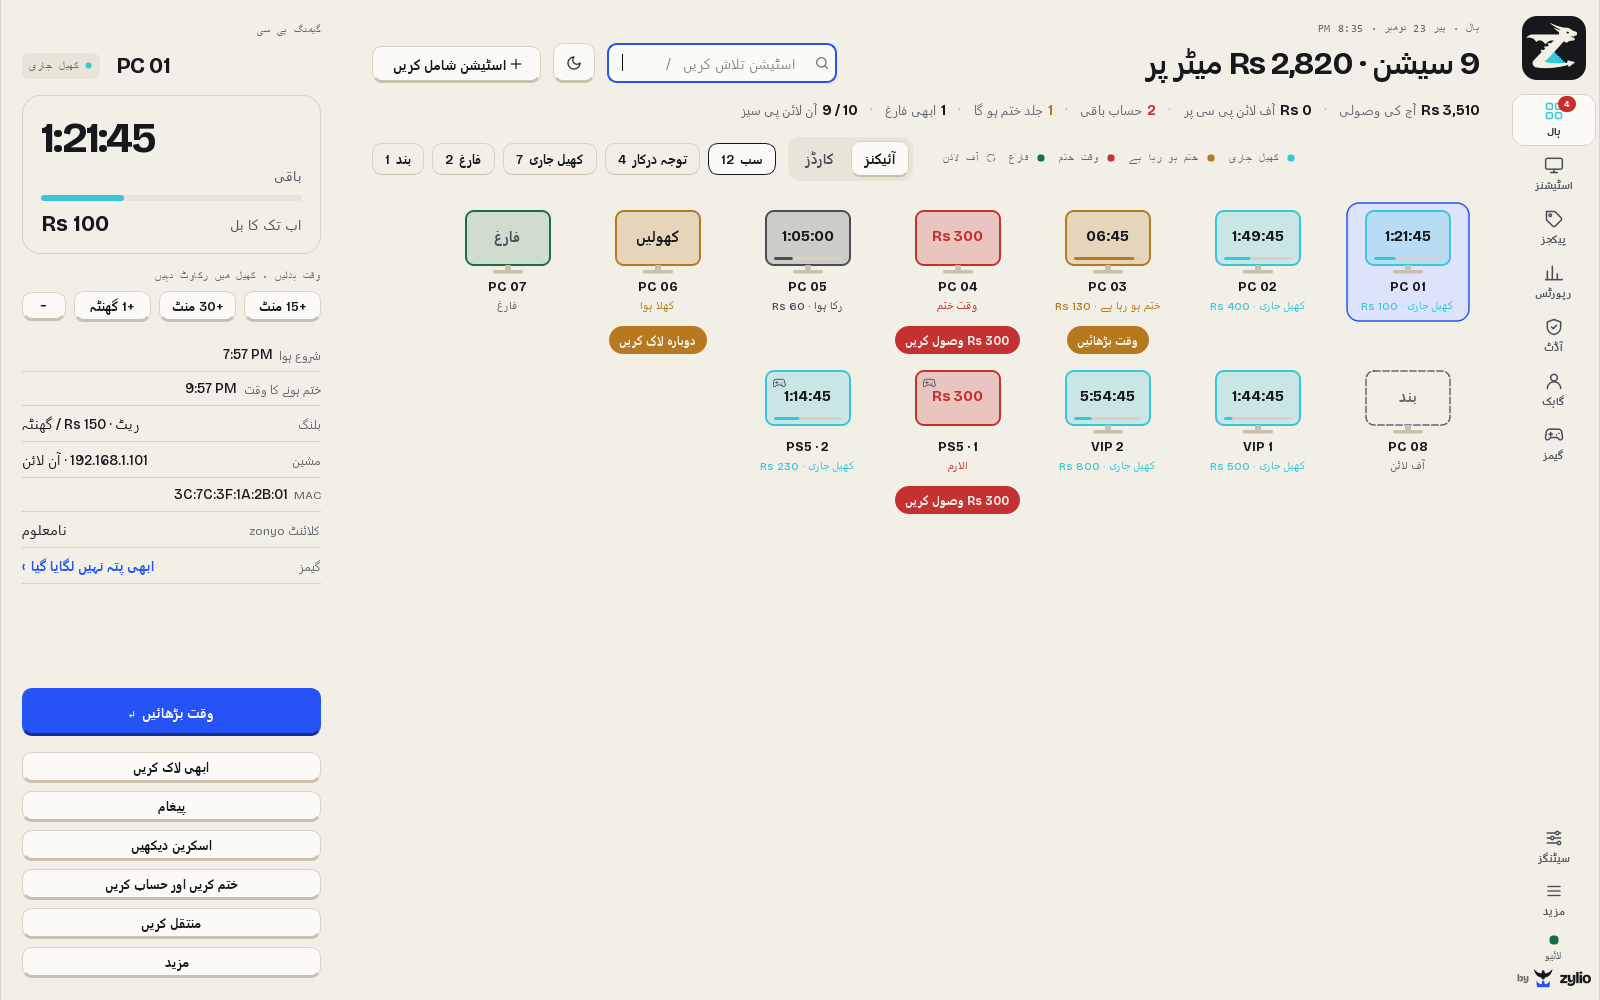 ہال · پیر 23 نومبر · 8:35 PM
9 سیشن · Rs 2,820 میٹر پر
اسٹیشن تلاش کریں /
+ اسٹیشن شامل کریں
Rs 3,510 آج کی وصولی · Rs 0 آف لائن پی سی پر · 2 حساب باقی · 1 جلد ختم ہو گا · 1 ابھی فارغ · 9 / 10 آن لائن پی سیز
کھیل جاری
ختم ہو رہا ہے
وقت ختم
فارغ
آف لائن
آئیکنز
کارڈز
سب 12
توجہ درکار 4
کھیل جاری 7
فارغ 2
بند 1
1:21:45
PC 01
کھیل جاری · Rs 100
1:49:45
PC 02
کھیل جاری · Rs 400
06:45
PC 03
ختم ہو رہا ہے · Rs 130
وقت بڑھائیں
Rs 300
PC 04
وقت ختم
Rs 300 وصول کریں
1:05:00
PC 05
رکا ہوا · Rs 60
کھولیں
PC 06
کھلا ہوا
دوبارہ لاک کریں
فارغ
PC 07
فارغ
بند
PC 08
آف لائن
1:44:45
VIP 1
کھیل جاری · Rs 500
5:54:45
VIP 2
کھیل جاری · Rs 800
Rs 300
PS5 · 1
الارم
Rs 300 وصول کریں
1:14:45
PS5 · 2
کھیل جاری · Rs 230
4
ہال
اسٹیشنز
پیکجز
رپورٹس
آڈٹ
گاہک
گیمز
سیٹنگز
مزید
لائیو
by zylio
گیمنگ پی سی
PC 01
کھیل جاری
1:21:45
باقی
اب تک کا بل Rs 100
وقت بدلیں · کھیل میں رکاوٹ نہیں
+15 منٹ
+30 منٹ
+1 گھنٹہ
−
شروع ہوا 7:57 PM
ختم ہونے کا وقت 9:57 PM
بلنگ ریٹ · Rs 150 / گھنٹہ
مشین 192.168.1.101 · آن لائن
MAC 3C:7C:3F:1A:2B:01
کلائنٹ zonyo نامعلوم
گیمز ابھی پتہ نہیں لگایا گیا ›
وقت بڑھائیں ↵
ابھی لاک کریں
پیغام
اسکرین دیکھیں
ختم کریں اور حساب کریں
منتقل کریں
مزید